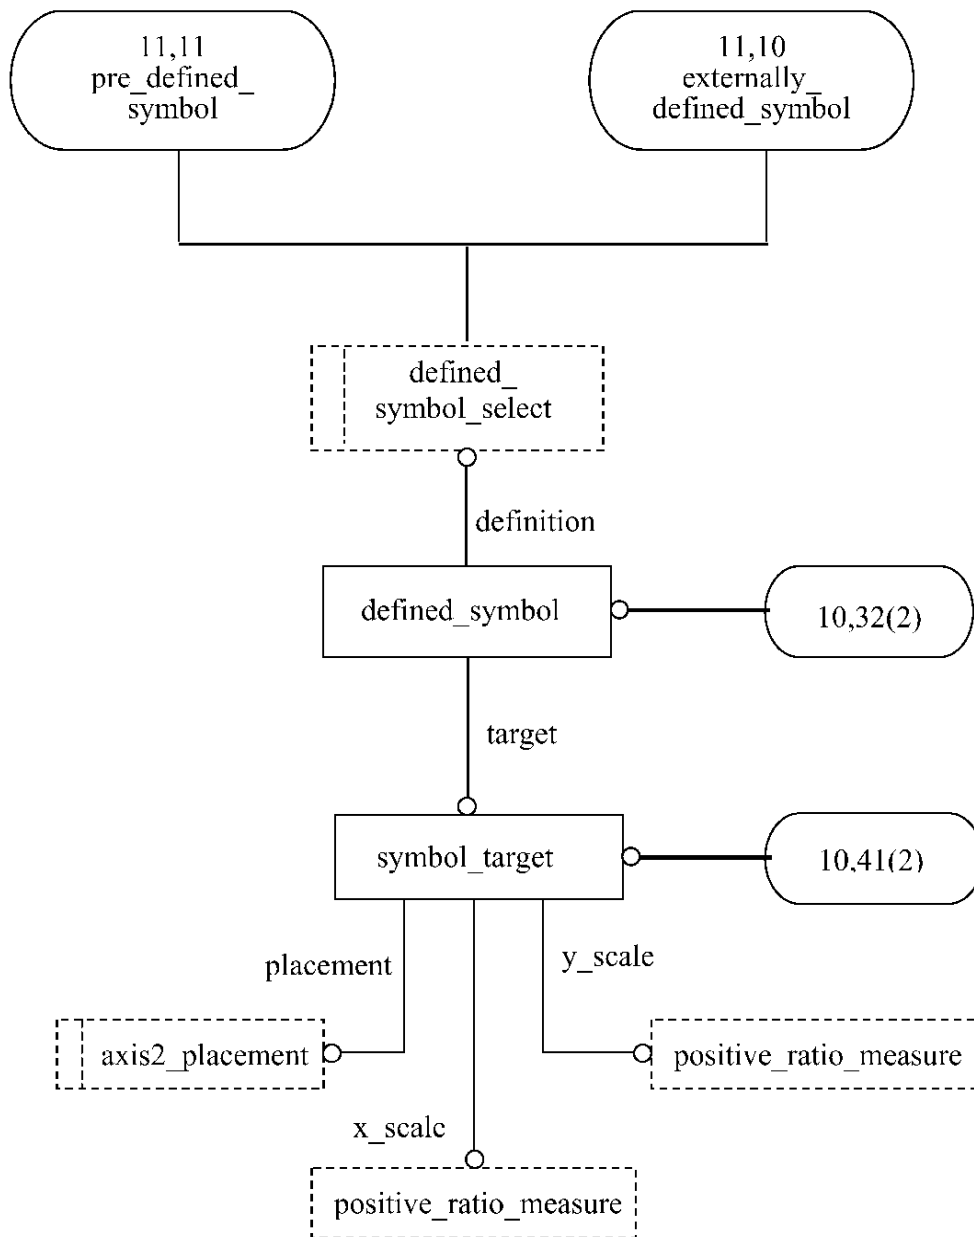 11,11
pre_defined_
symbol
11,10
externally_
defined_symbol
defined_
symbol_select
definition
defined_symbol
10,32(2)
target
symbol_target
10,41(2)
placement
y_scale
axis2_placement
positive_ratio_measure
x_scale
positive_ratio_measure